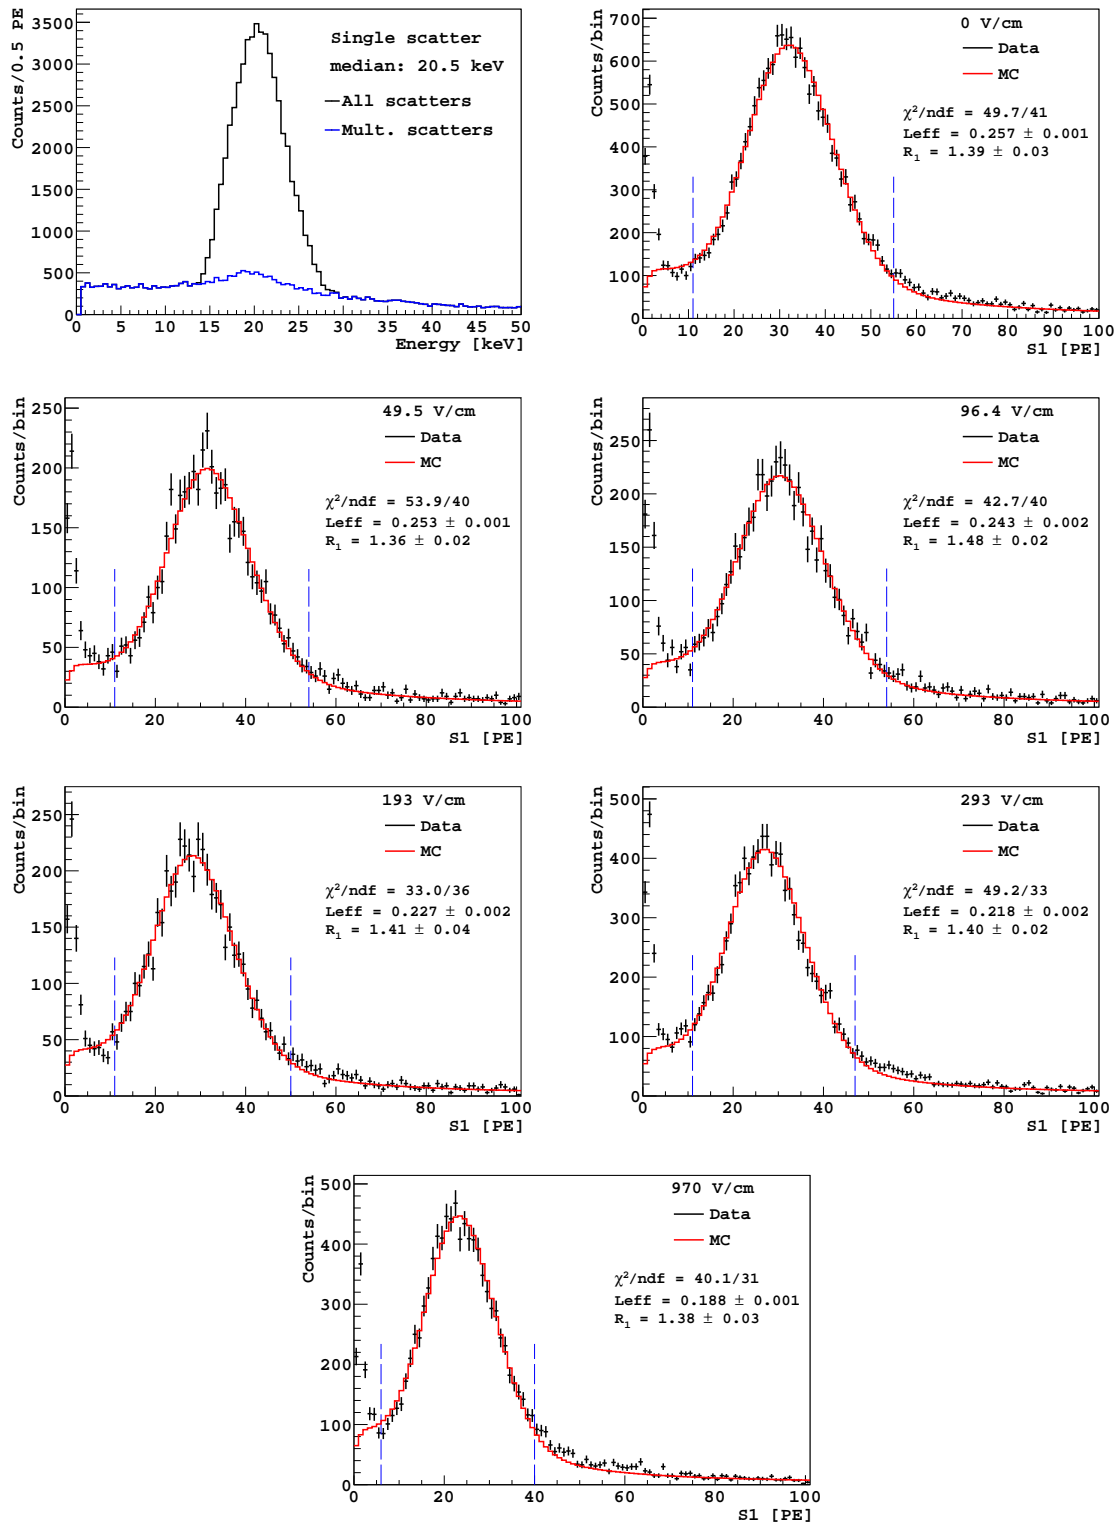 Counts/0.5 PE
3500
3000
2500
2000
1500
1000
500
0
Single scatter
median: 20.5 keV
All scatters
Mult. scatters
0 5 10 15 20 25 30 35 40 45 50
Energy [keV]
Counts/bin
700
600
500
400
300
200
100
0
0 V/cm
Data
MC
χ²/ndf = 49.7/41
Leff = 0.257 ± 0.001
R₁ = 1.39 ± 0.03
0 10 20 30 40 50 60 70 80 90 100
S1 [PE]
Counts/bin
250
200
150
100
50
0
49.5 V/cm
Data
MC
χ²/ndf = 53.9/40
Leff = 0.253 ± 0.001
R₁ = 1.36 ± 0.02
0 20 40 60 80 100
S1 [PE]
Counts/bin
250
200
150
100
50
0
96.4 V/cm
Data
MC
χ²/ndf = 42.7/40
Leff = 0.243 ± 0.002
R₁ = 1.48 ± 0.02
0 20 40 60 80 100
S1 [PE]
Counts/bin
250
200
150
100
50
0
193 V/cm
Data
MC
χ²/ndf = 33.0/36
Leff = 0.227 ± 0.002
R₁ = 1.41 ± 0.04
0 20 40 60 80 100
S1 [PE]
Counts/bin
500
400
300
200
100
0
293 V/cm
Data
MC
χ²/ndf = 49.2/33
Leff = 0.218 ± 0.002
R₁ = 1.40 ± 0.02
0 20 40 60 80 100
S1 [PE]
Counts/bin
500
400
300
200
100
0
970 V/cm
Data
MC
χ²/ndf = 40.1/31
Leff = 0.188 ± 0.001
R₁ = 1.38 ± 0.03
0 20 40 60 80 100
S1 [PE]